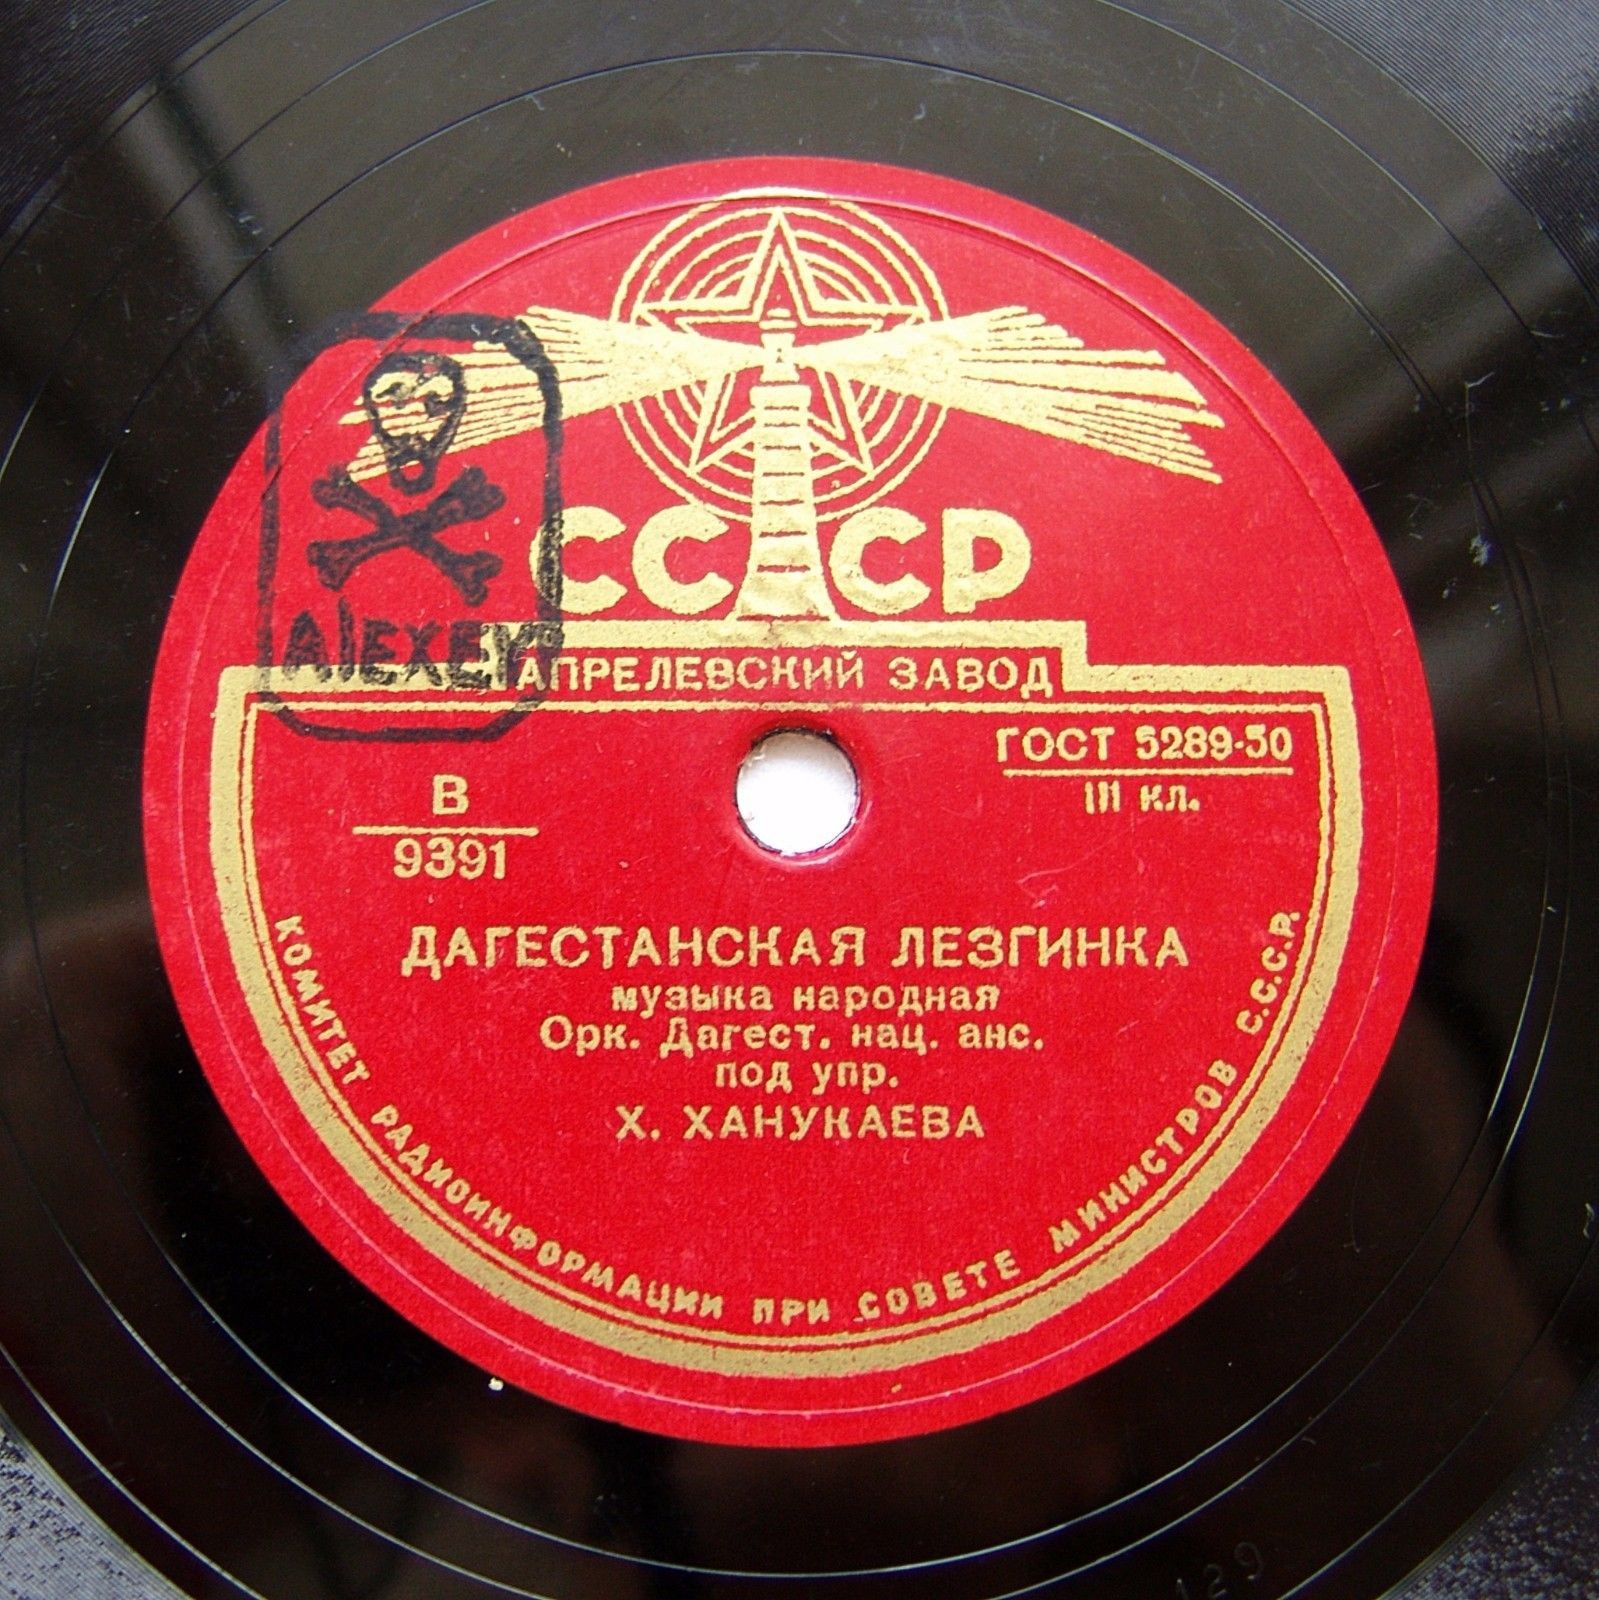 СССР
ALEXEY
АПРЕЛЕВСКИЙ ЗАВОД
ГОСТ 5289-50
III кл.
В
9391
ДАГЕСТАНСКАЯ ЛЕЗГИНКА
музыка народная
Орк. Дагест. нац. анс.
под упр.
Х. ХАНУКАЕВА
КОМИТЕТ РАДИОИНФОРМАЦИИ ПРИ СОВЕТЕ МИНИСТРОВ С.С.С.Р.